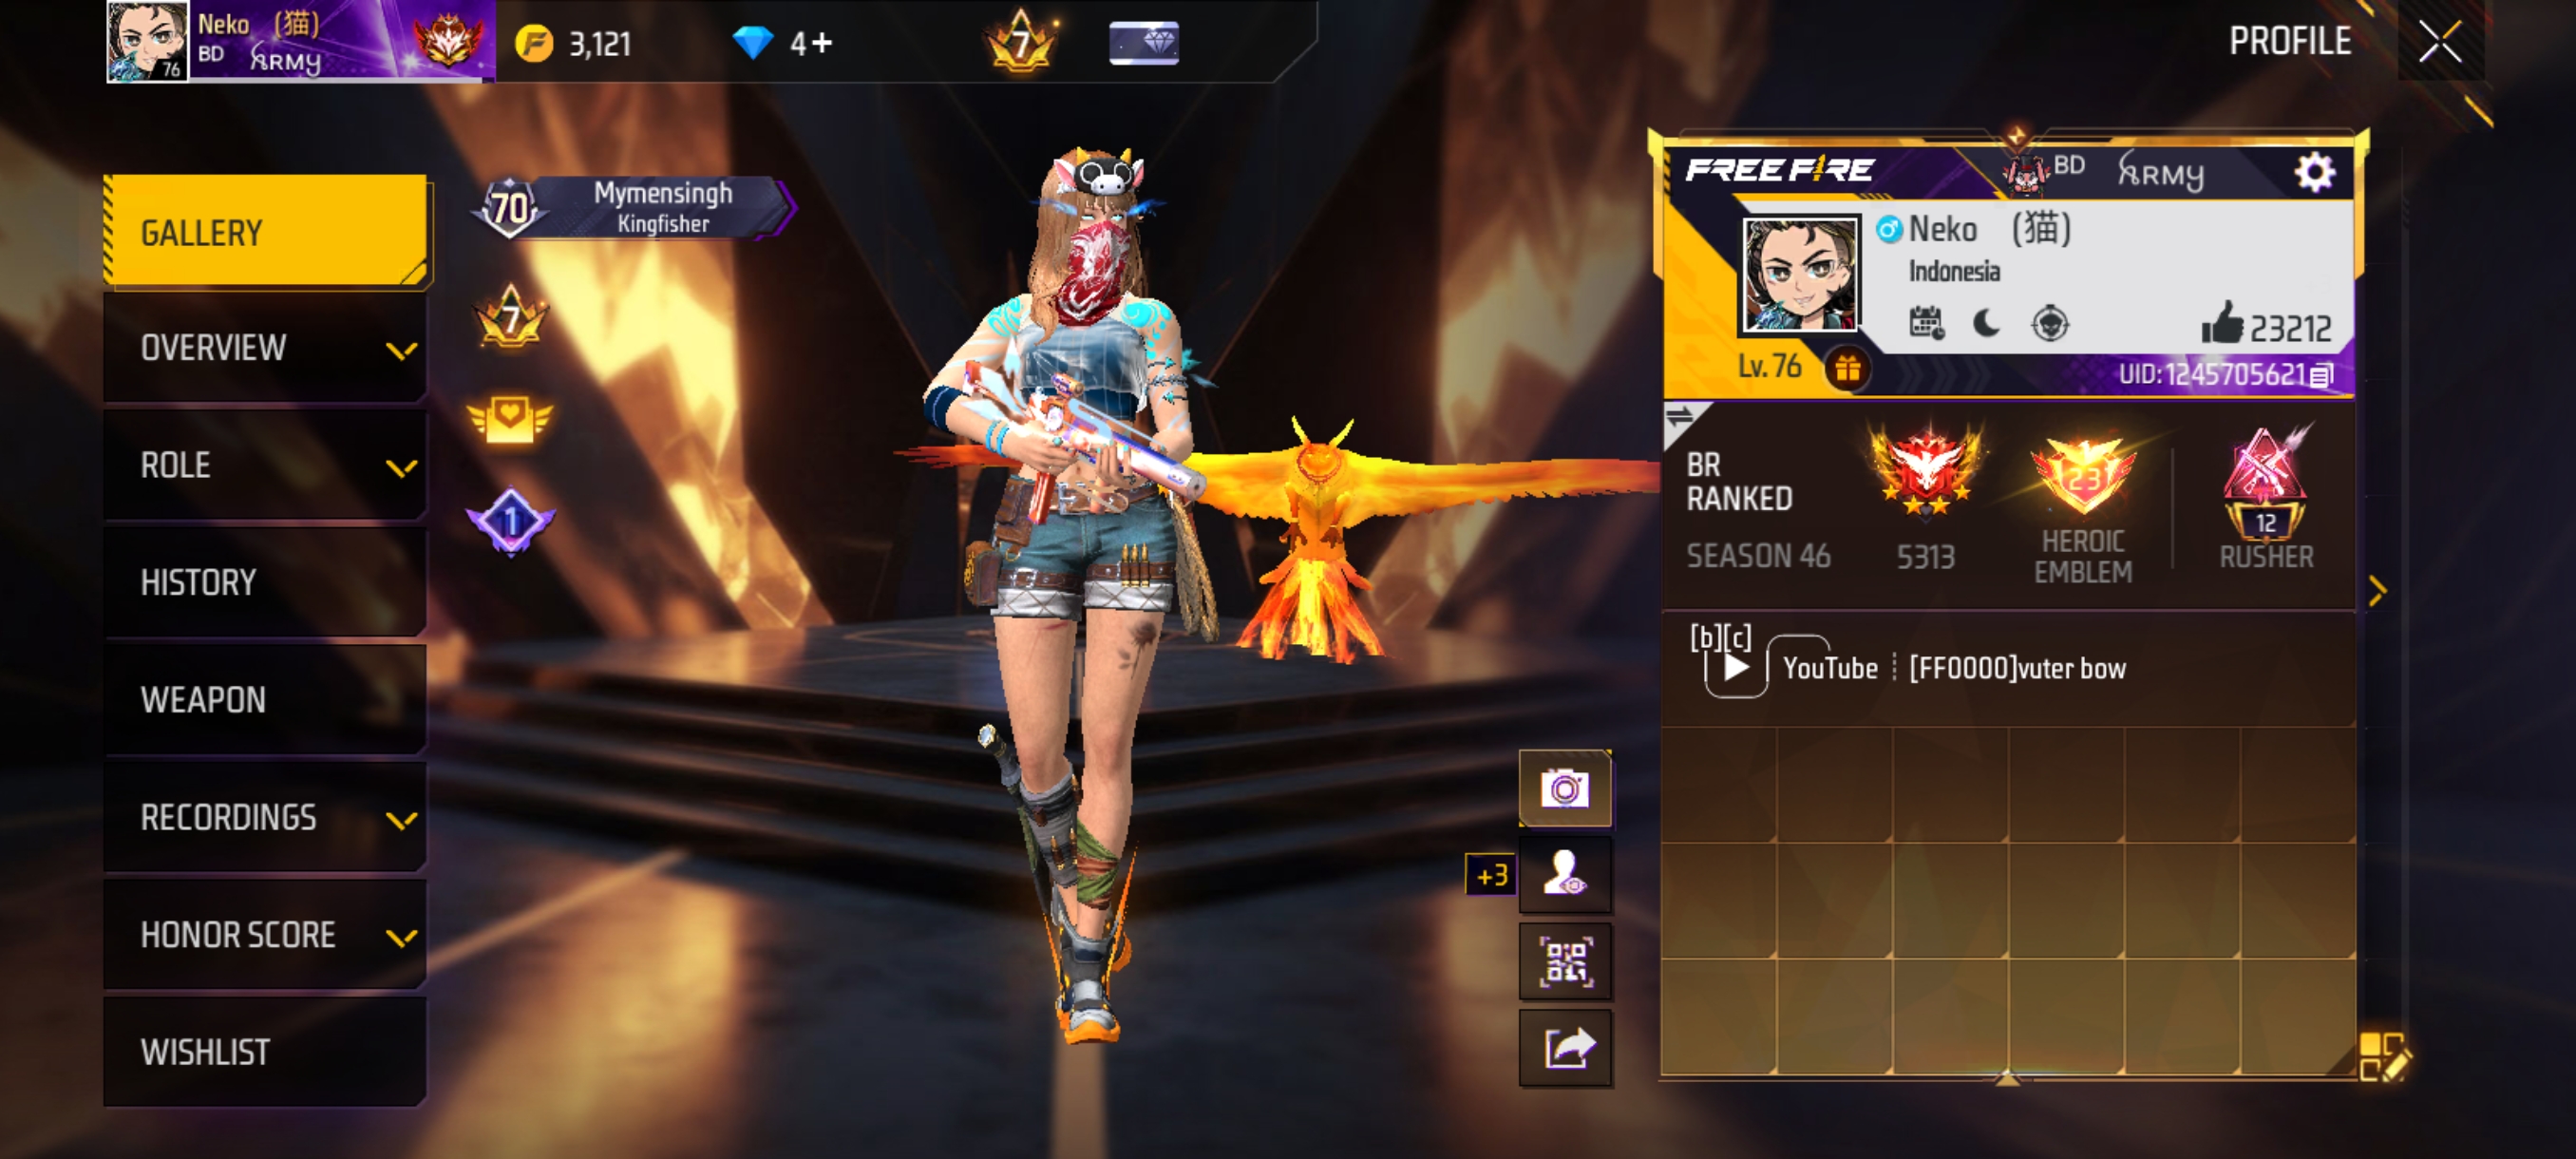 Neko (猫)
BD ᏕRMY
76
3,121
4+
7
PROFILE
GALLERY
OVERVIEW
ROLE
HISTORY
WEAPON
RECORDINGS
HONOR SCORE
WISHLIST
70
Mymensingh
Kingfisher
7
1
+3
FREE FIRE
BD ᏕRMY
Neko (猫)
Indonesia
23212
Lv. 76
UID:1245705621
BR
RANKED
SEASON 46
5313
23
HEROIC
EMBLEM
12
RUSHER
[b][c]
YouTube ⁞ [FF0000]vuter bow